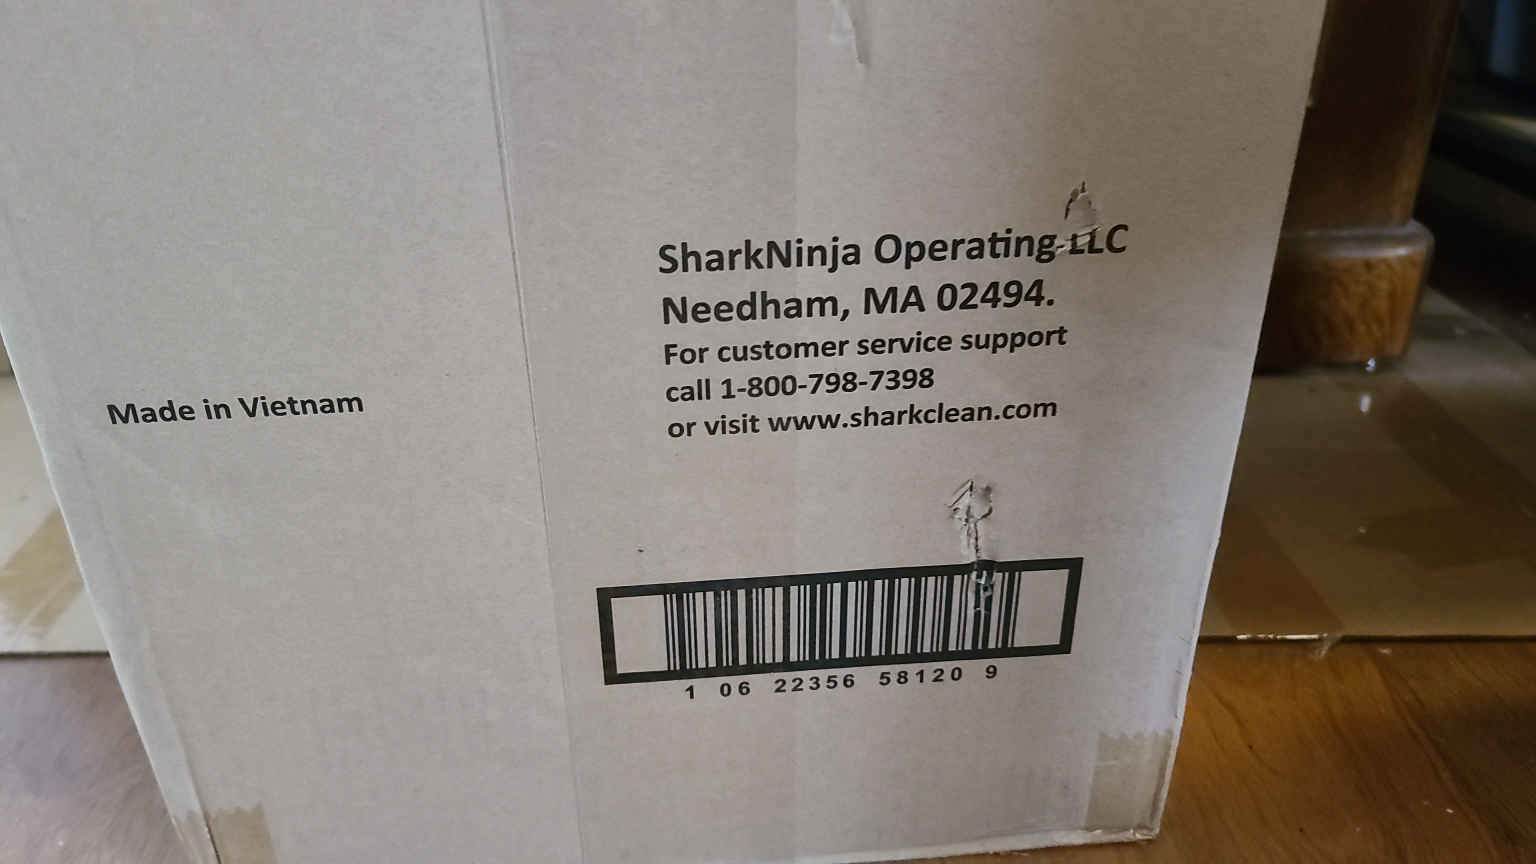 Made in Vietnam
SharkNinja Operating LLC
Needham, MA 02494.
For customer service support
call 1-800-798-7398
or visit www.sharkclean.com
1 06 22356 58120 9